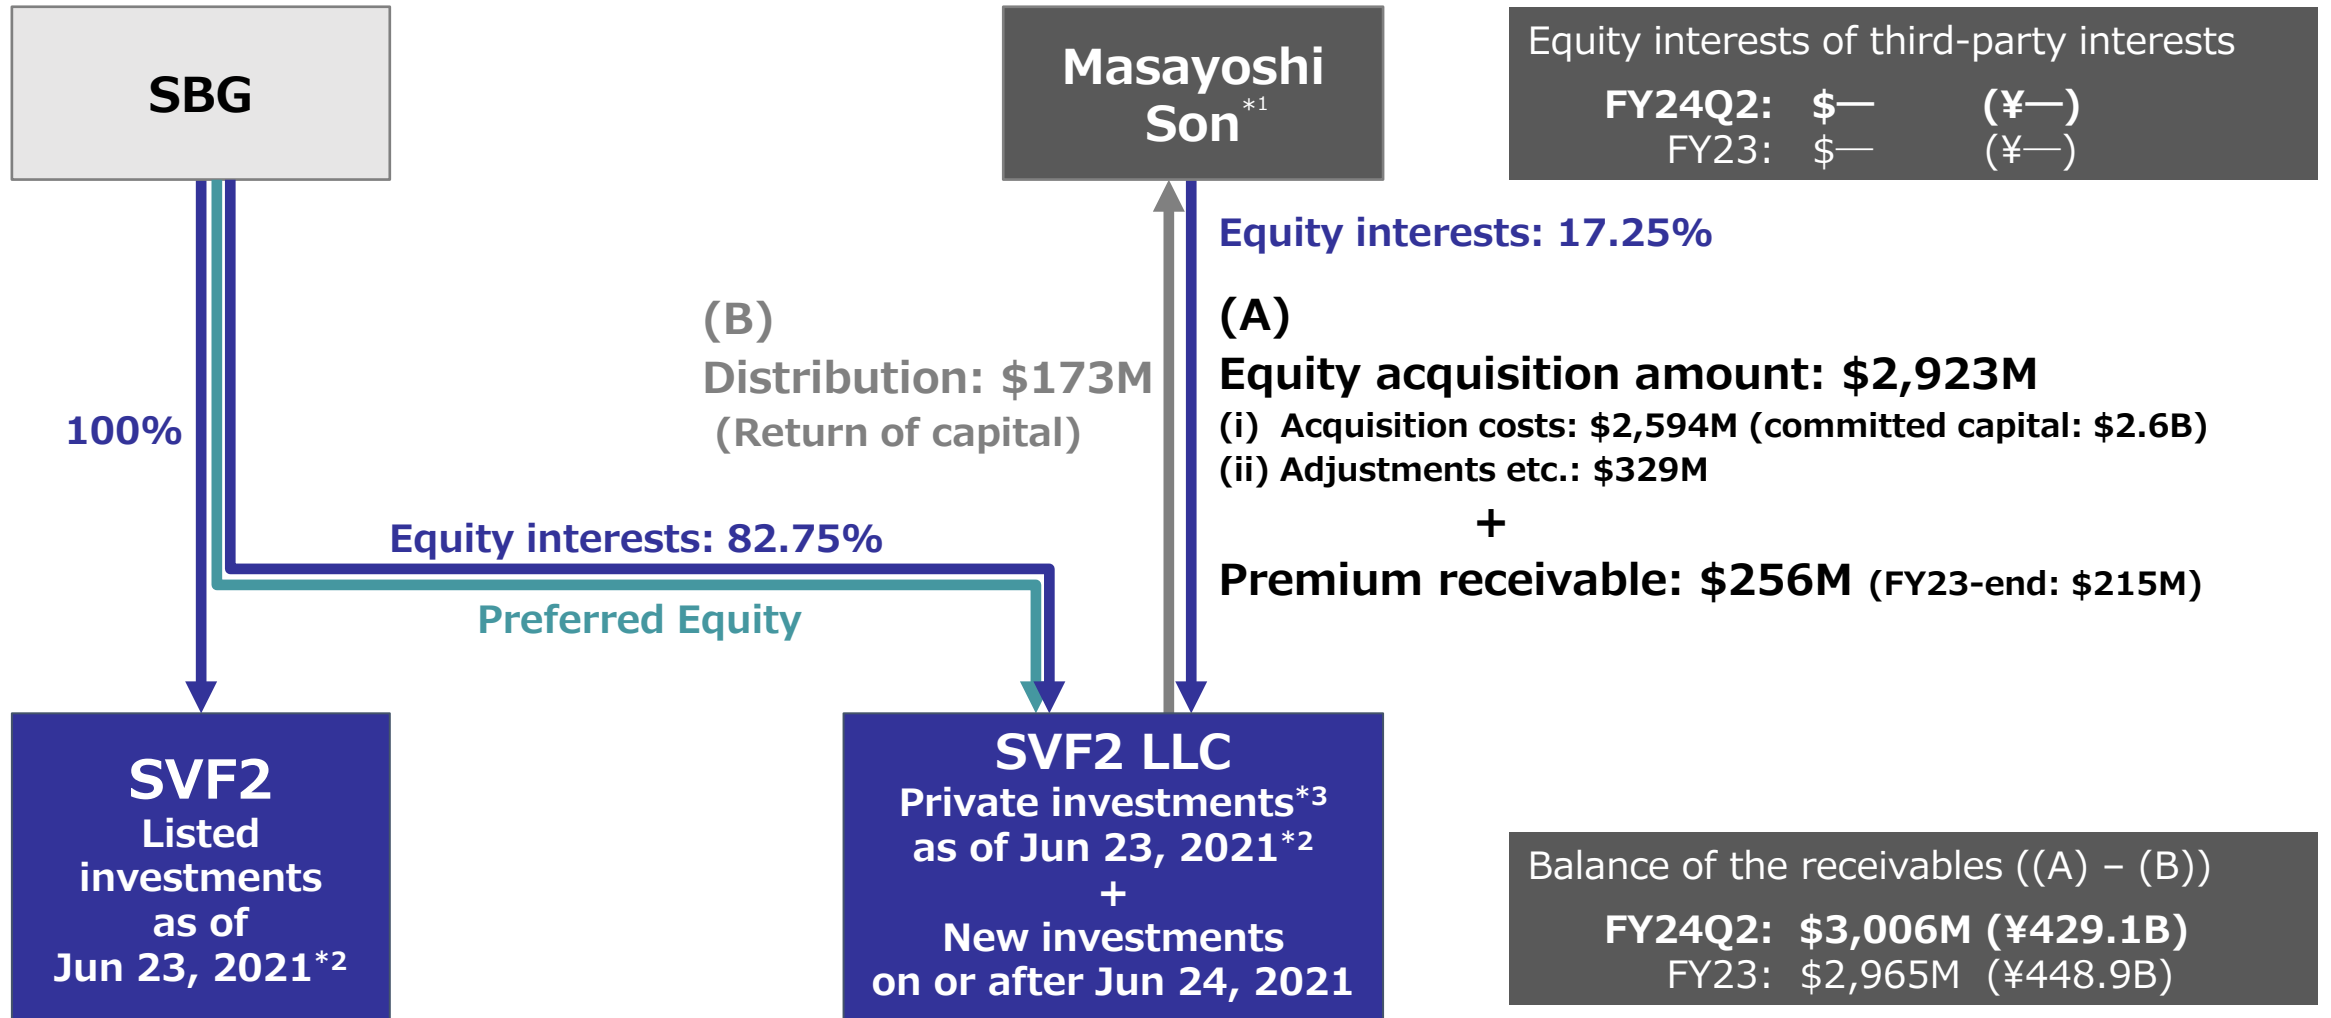 SBG
Masayoshi
Son*1
Equity interests of third-party interests
FY24Q2: $— (¥—)
FY23: $— (¥—)
Equity interests: 17.25%
(B)
Distribution: $173M
(Return of capital)
(A)
Equity acquisition amount: $2,923M
(i) Acquisition costs: $2,594M (committed capital: $2.6B)
(ii) Adjustments etc.: $329M
+
Premium receivable: $256M (FY23-end: $215M)
100%
Equity interests: 82.75%
Preferred Equity
SVF2
Listed
investments
as of
Jun 23, 2021*2
SVF2 LLC
Private investments*3
as of Jun 23, 2021*2
+
New investments
on or after Jun 24, 2021
Balance of the receivables ((A) – (B))
FY24Q2: $3,006M (¥429.1B)
FY23: $2,965M (¥448.9B)